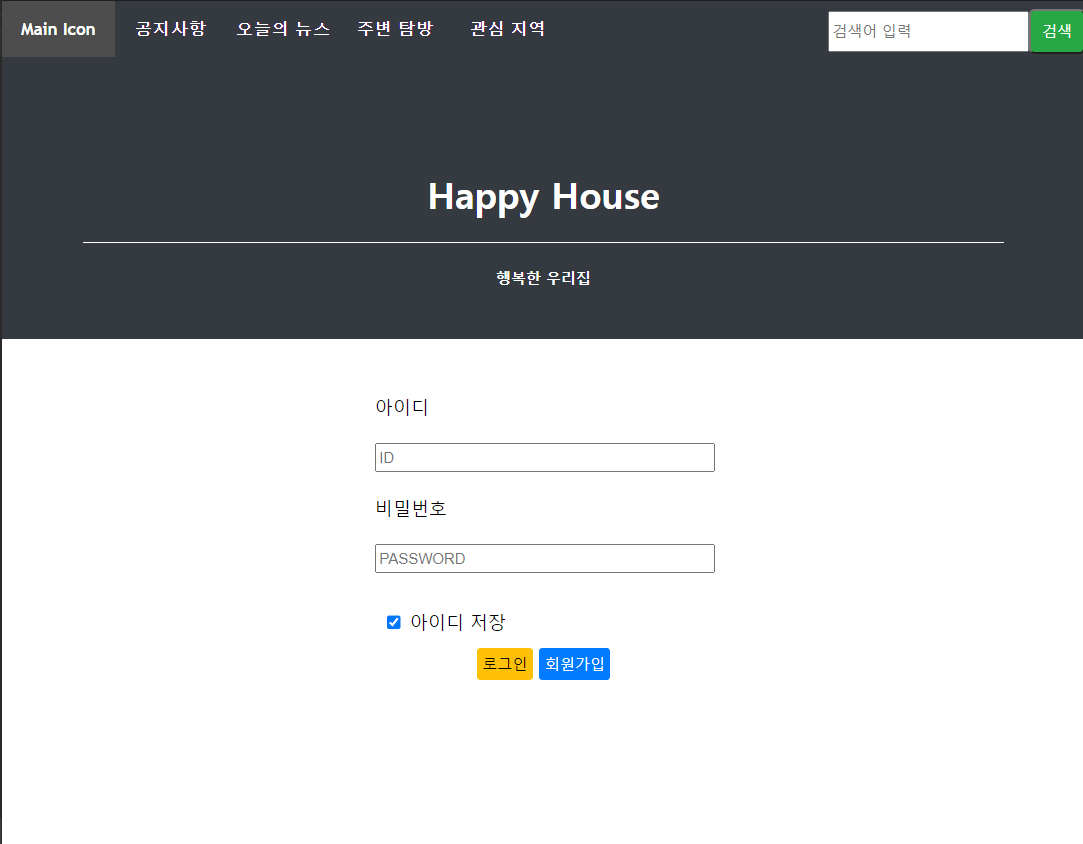 Main Icon 공지사항 오늘의 뉴스 주변 탐방 관심 지역 검색어 입력 검색
Happy House
행복한 우리집
아이디
ID
비밀번호
PASSWORD
아이디 저장
로그인 회원가입